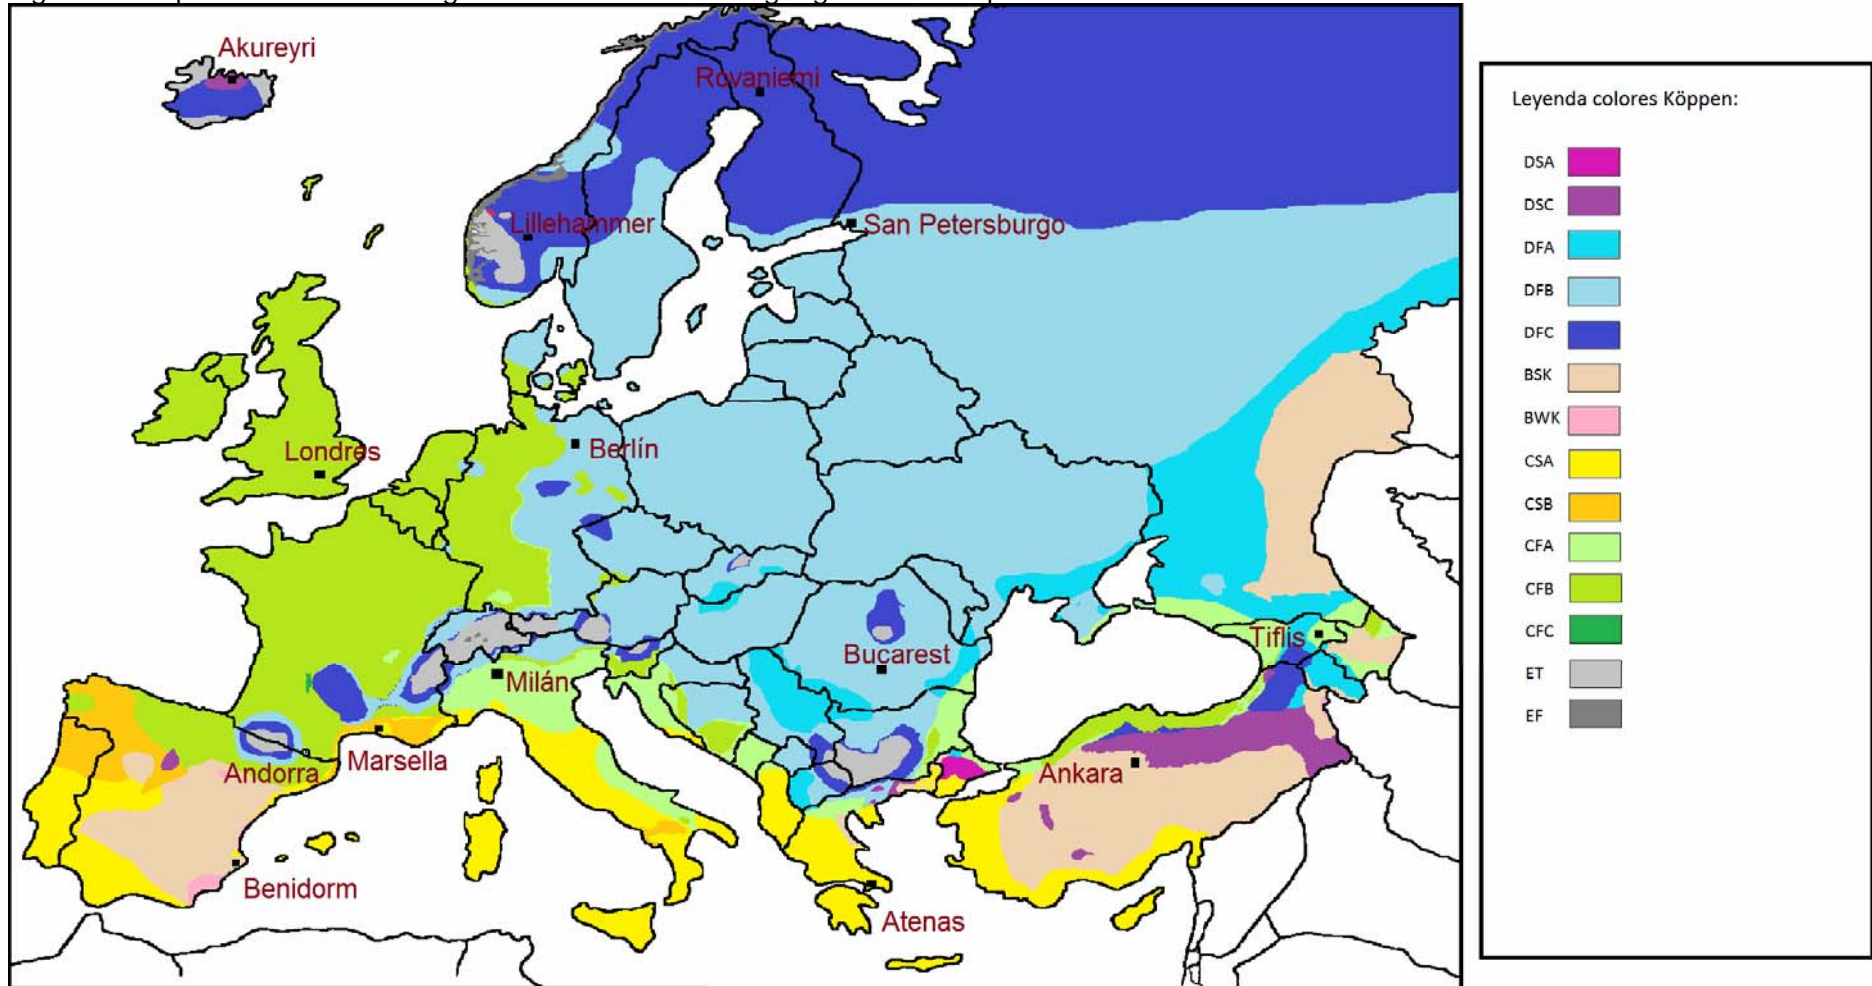 Akureyri
Rovaniemi
Lillehammer
San Petersburgo
Londres
Berlín
Tiflis
Bucarest
Milán
Andorra
Marsella
Ankara
Benidorm
Atenas
Leyenda colores Köppen:
DSA
DSC
DFA
DFB
DFC
BSK
BWK
CSA
CSB
CFA
CFB
CFC
ET
EF